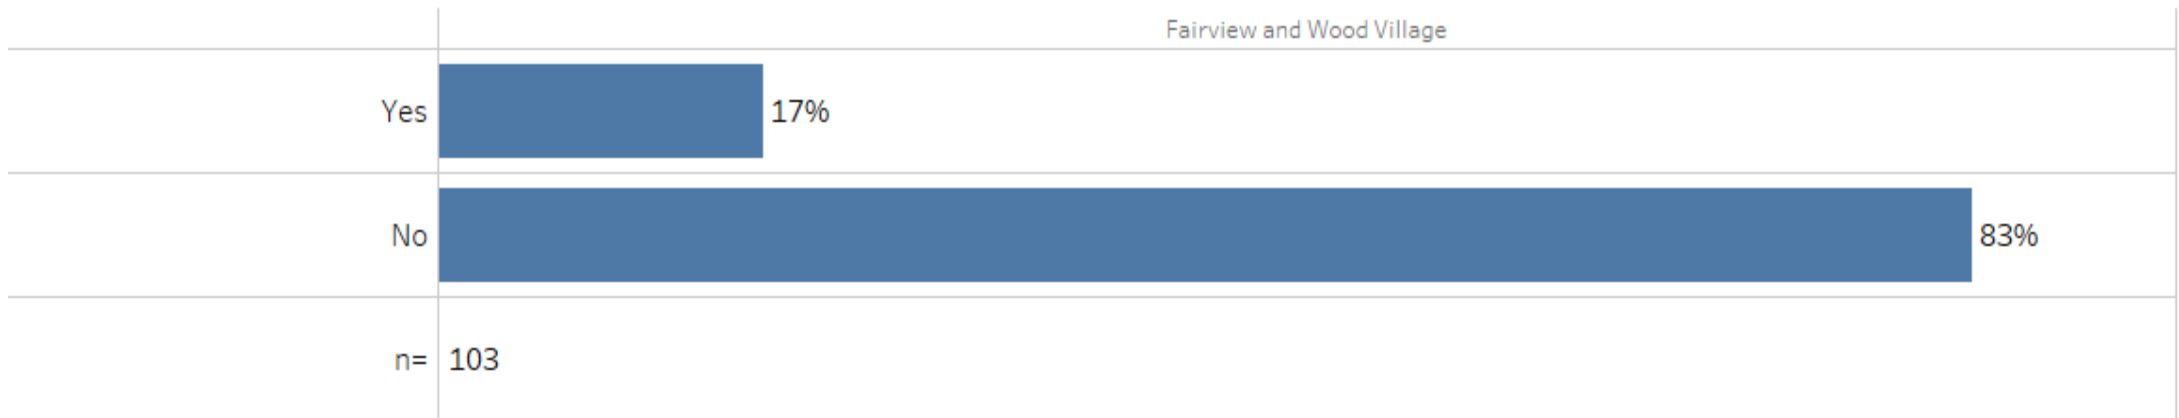 Fairview and Wood Village
Yes 17%
No 83%
n= 103